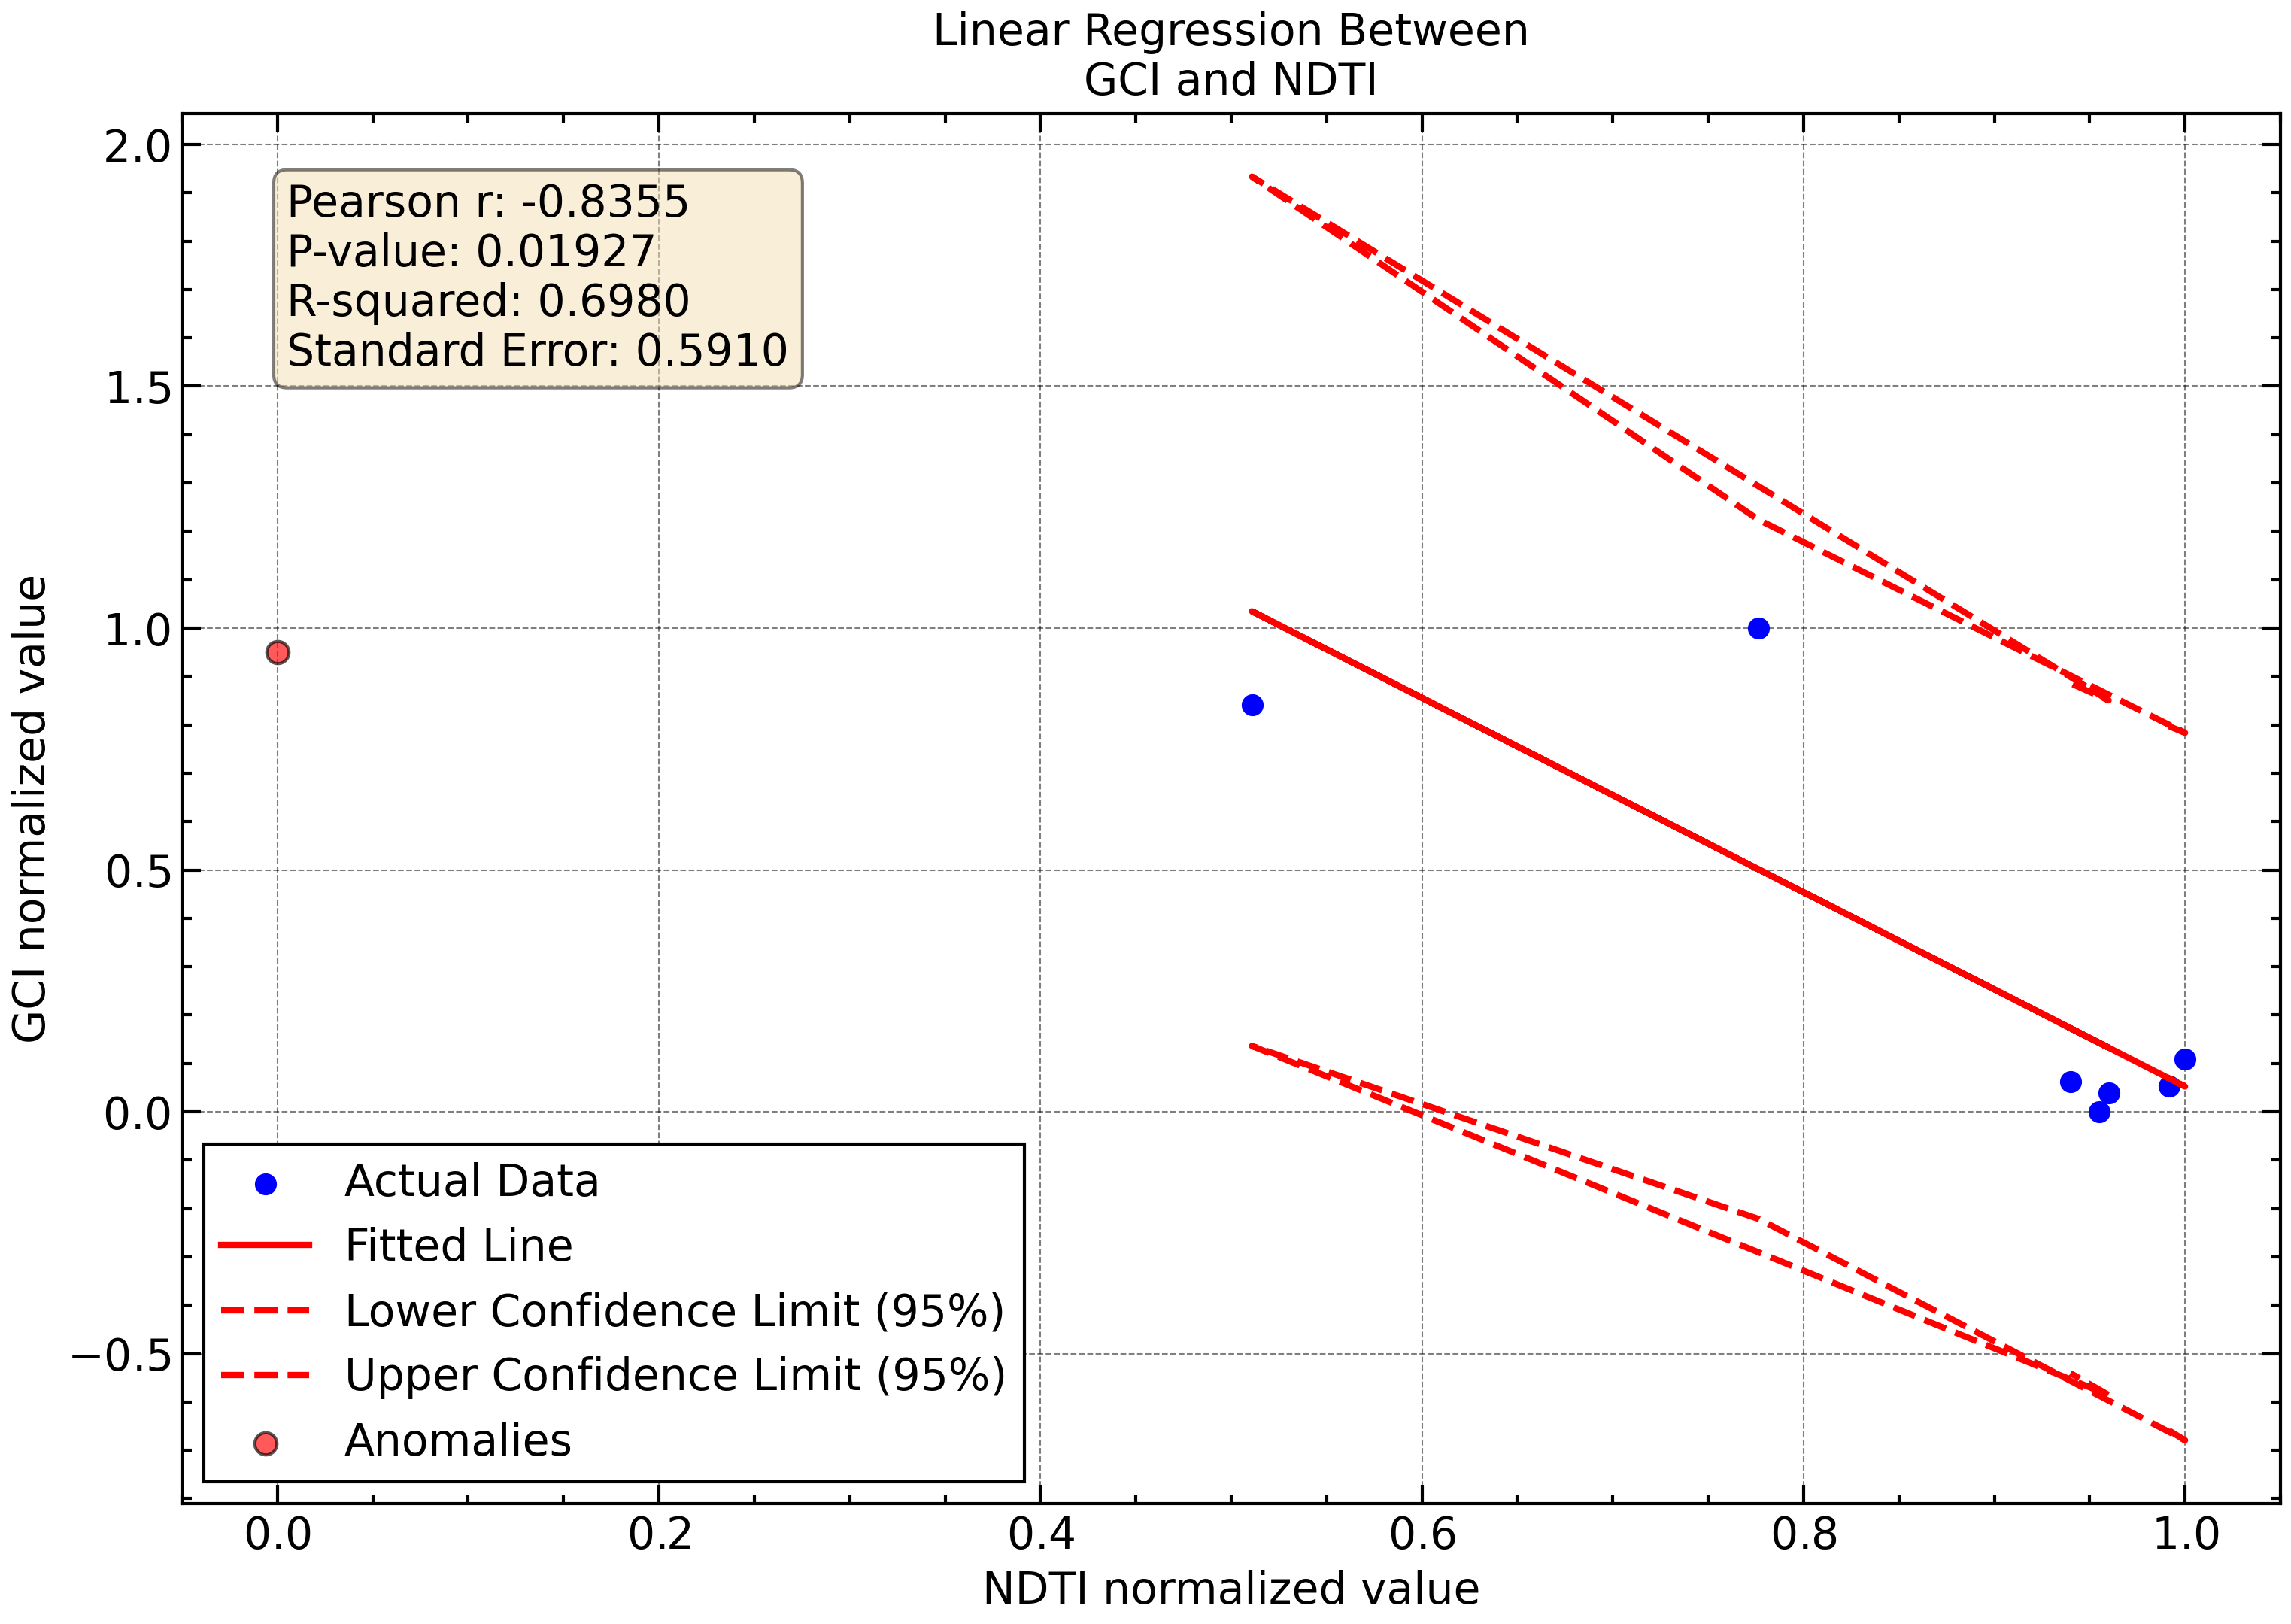 Linear Regression Between
GCI and NDTI
Pearson r: -0.8355
P-value: 0.01927
R-squared: 0.6980
Standard Error: 0.5910
GCI normalized value
2.0
1.5
1.0
0.5
0.0
−0.5
Actual Data
Fitted Line
Lower Confidence Limit (95%)
Upper Confidence Limit (95%)
Anomalies
0.0 0.2 0.4 0.6 0.8 1.0
NDTI normalized value